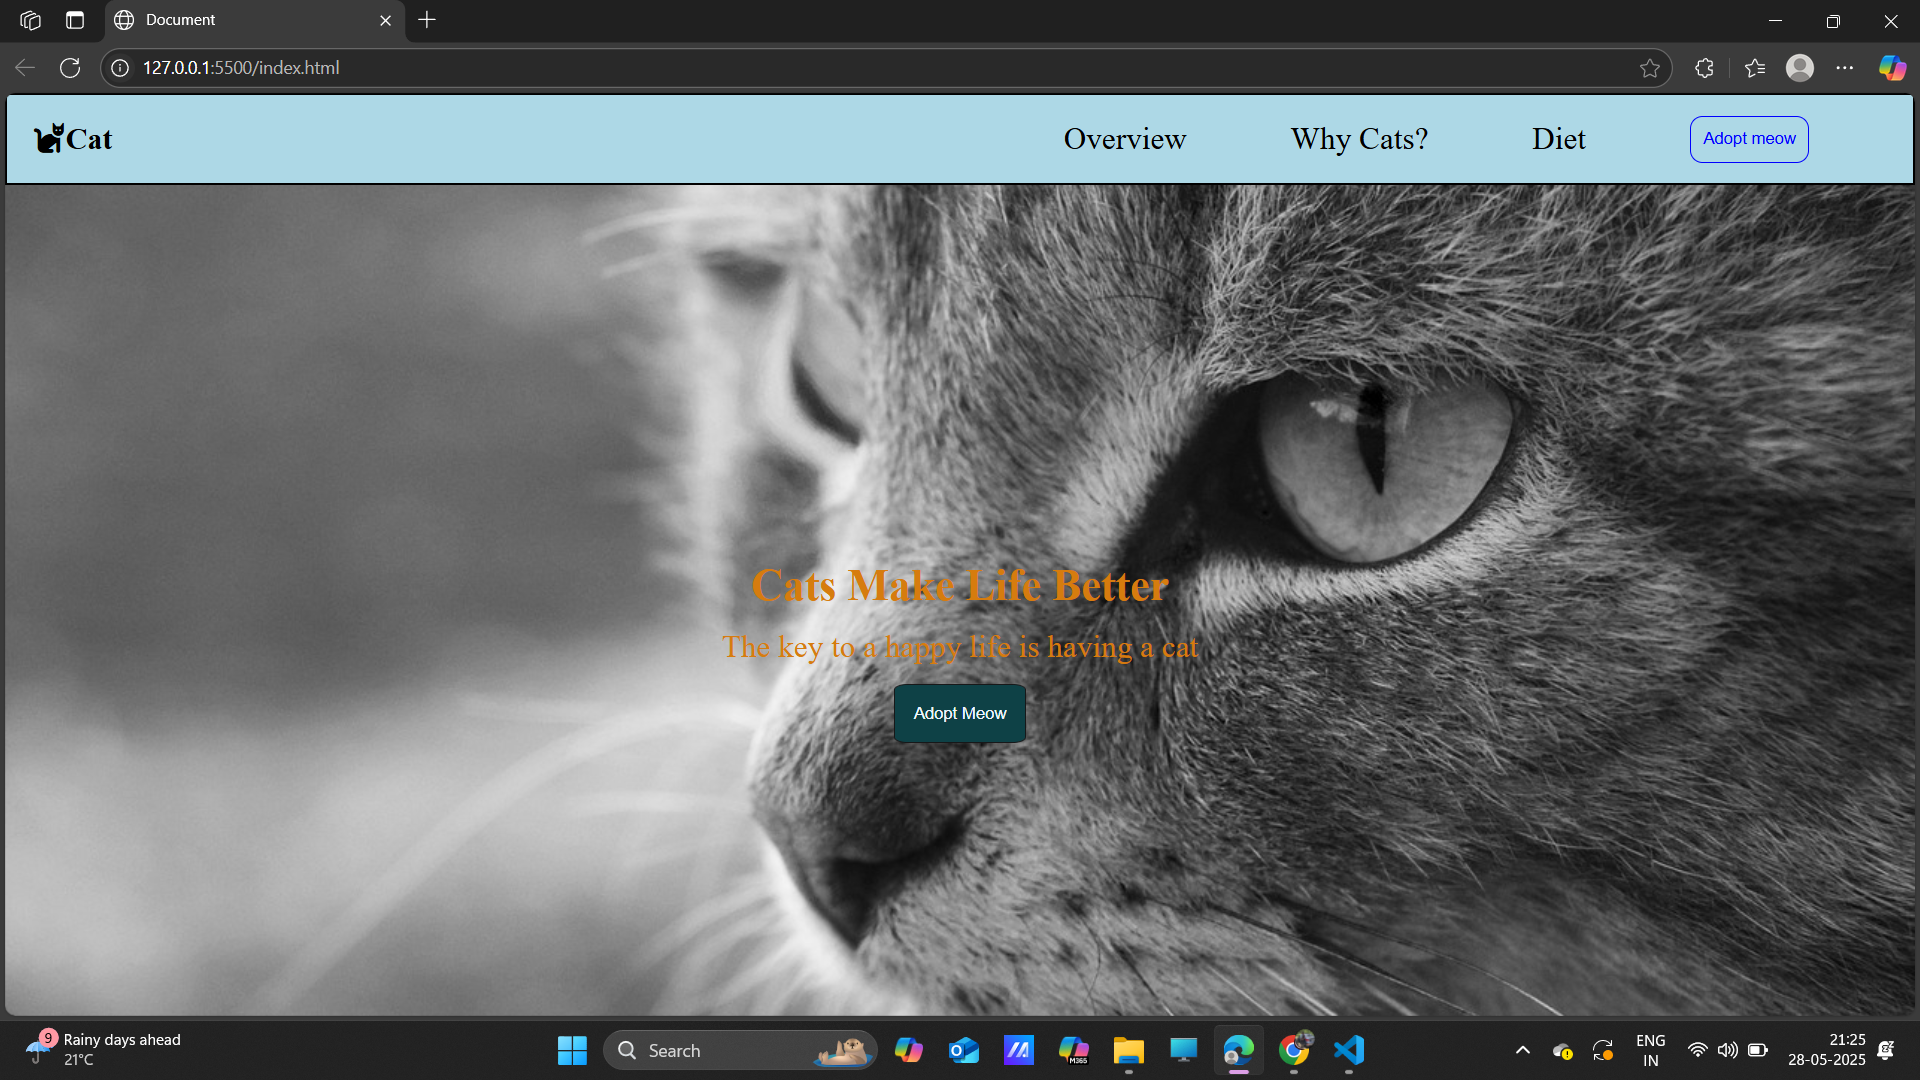 Document
127.0.0.1:5500/index.html
Cat
Overview
Why Cats?
Diet
Adopt meow
Cats Make Life Better
The key to a happy life is having a cat
Adopt Meow
9
Rainy days ahead
21°C
Search
M365
ENG
IN
21:25
28-05-2025